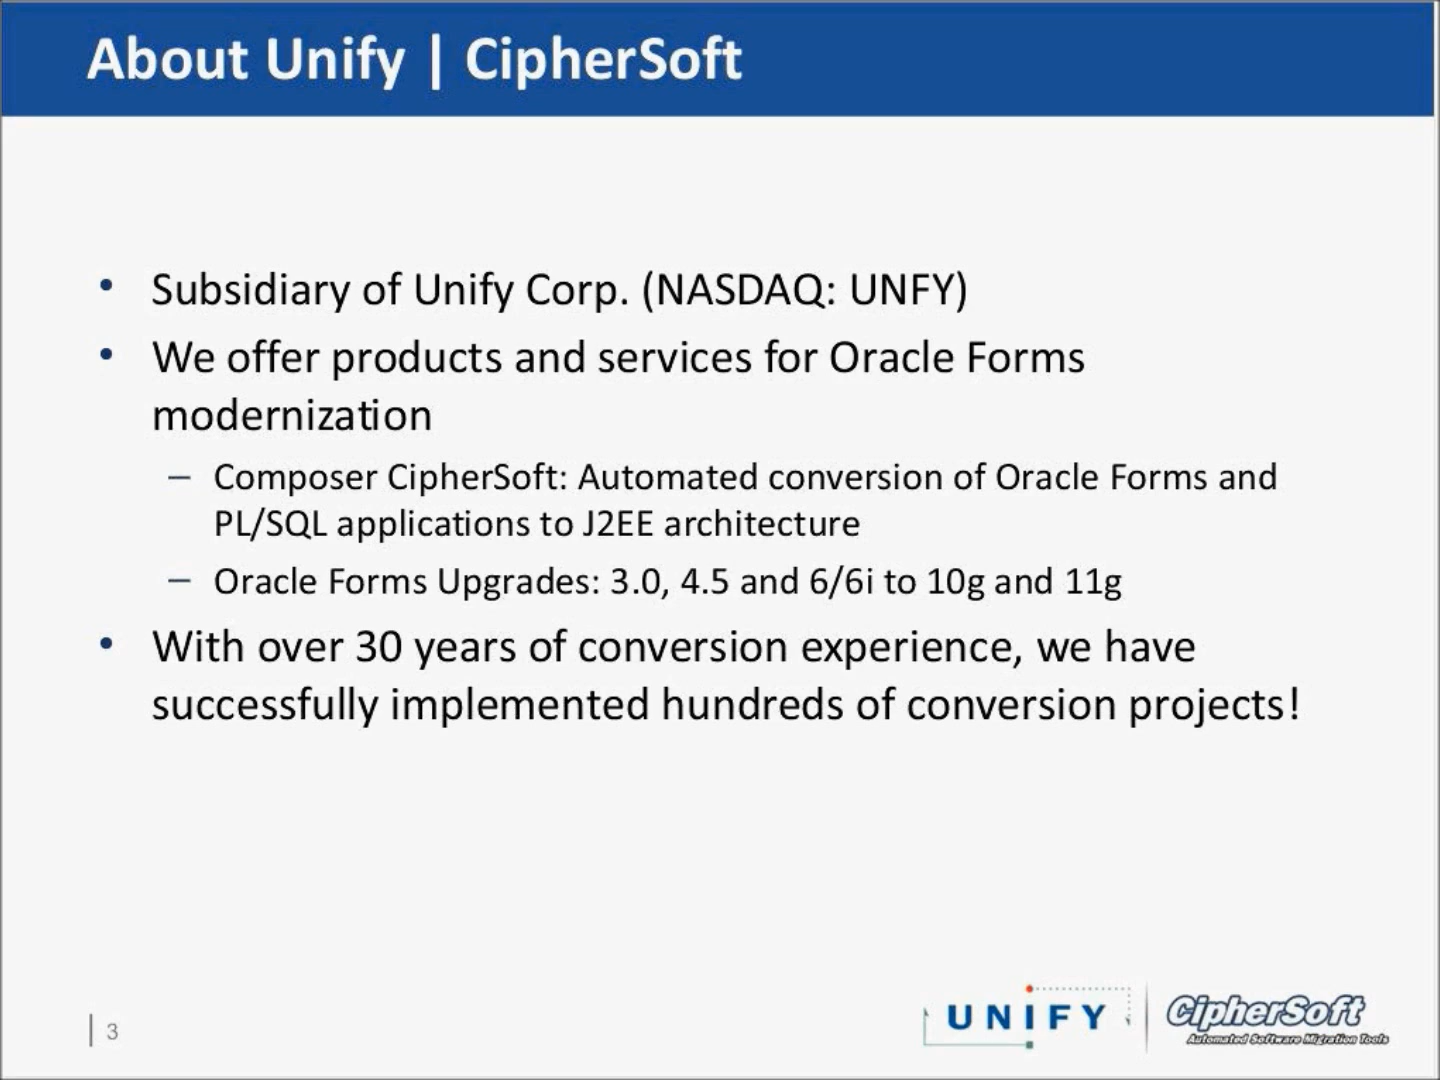 About Unify | CipherSoft
• Subsidiary of Unify Corp. (NASDAQ: UNFY)
• We offer products and services for Oracle Forms
modernization
– Composer CipherSoft: Automated conversion of Oracle Forms and
PL/SQL applications to J2EE architecture
– Oracle Forms Upgrades: 3.0, 4.5 and 6/6i to 10g and 11g
• With over 30 years of conversion experience, we have
successfully implemented hundreds of conversion projects!
3
UNIFY
CipherSoft
Automated Software Migration Tools